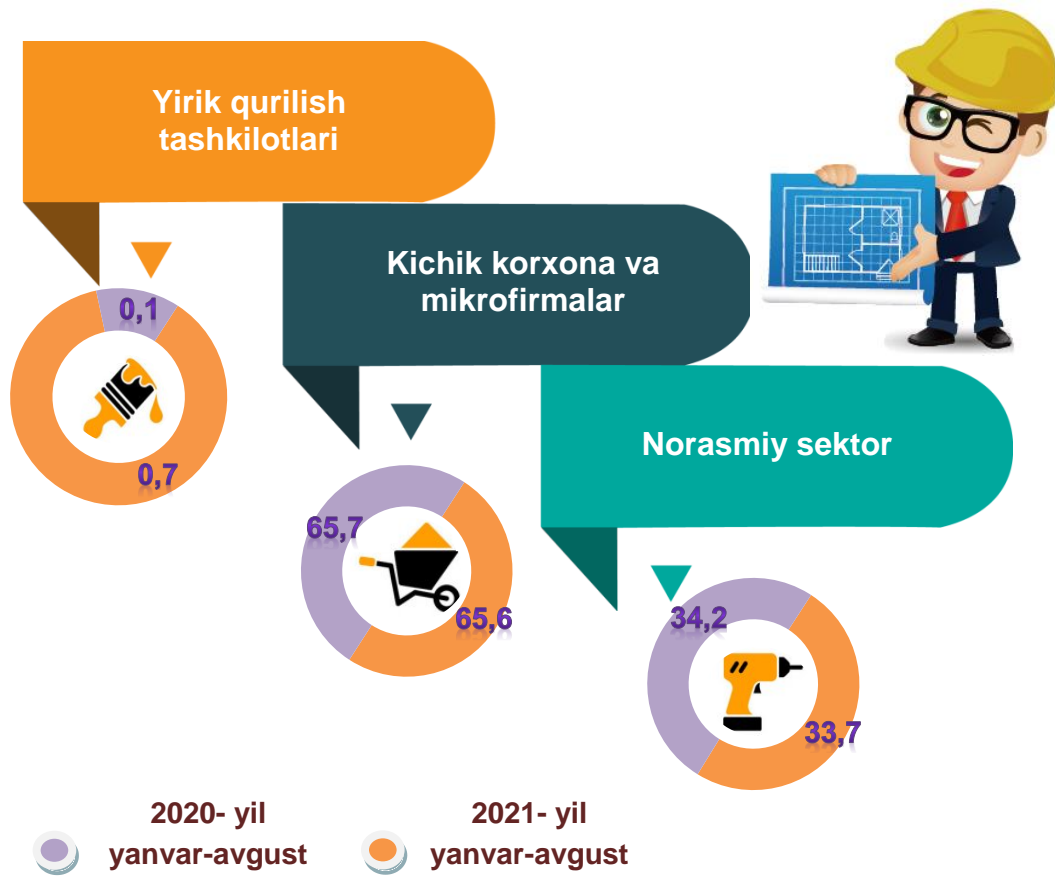 Yirik qurilish
tashkilotlari
Kichik korxona va
mikrofirmalar
Norasmiy sektor
0,1
0,7
65,7
65,6
34,2
33,7
2020- yil
yanvar-avgust
2021- yil
yanvar-avgust